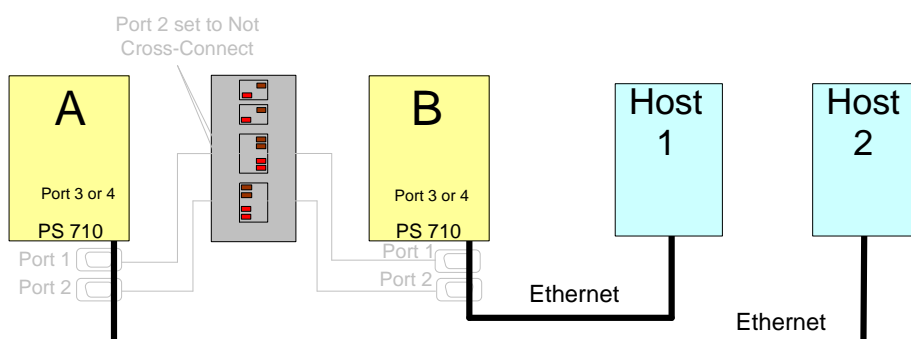 Port 2 set to Not
Cross-Connect
A
Port 3 or 4
PS 710
Port 1
Port 2
B
Port 3 or 4
PS 710
Port 1
Port 2
Host
1
Host
2
Ethernet
Ethernet